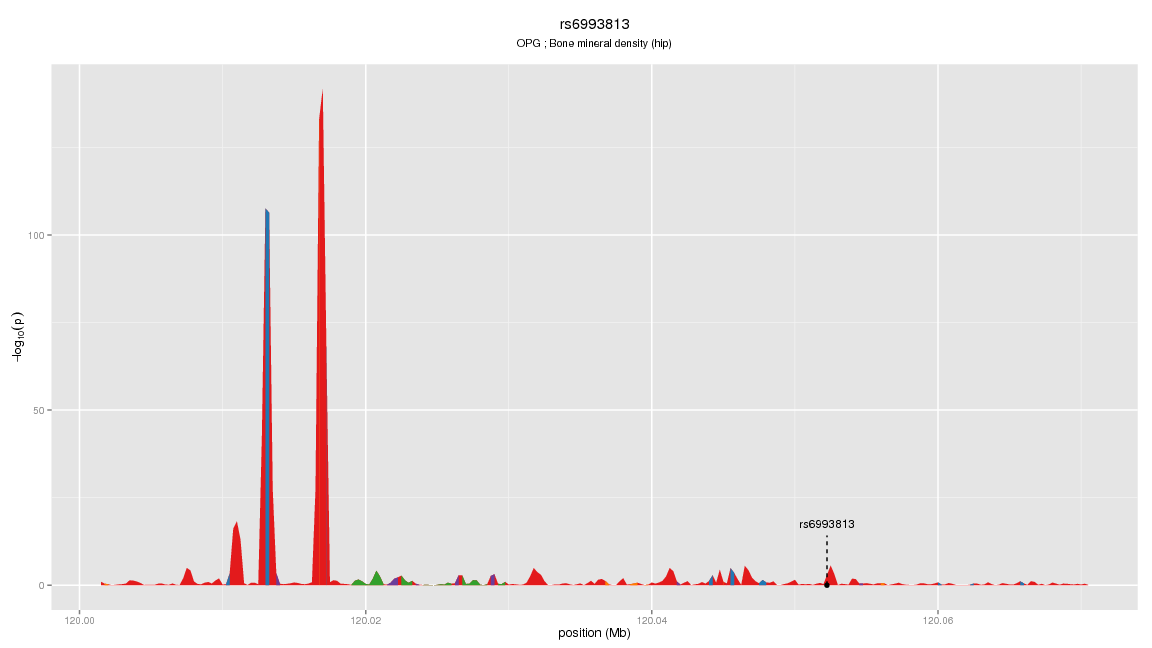 rs6993813
OPG ; Bone mineral density (hip)
-log10(p)
100
50
0
rs6993813
120.00
120.02
120.04
120.06
position (Mb)